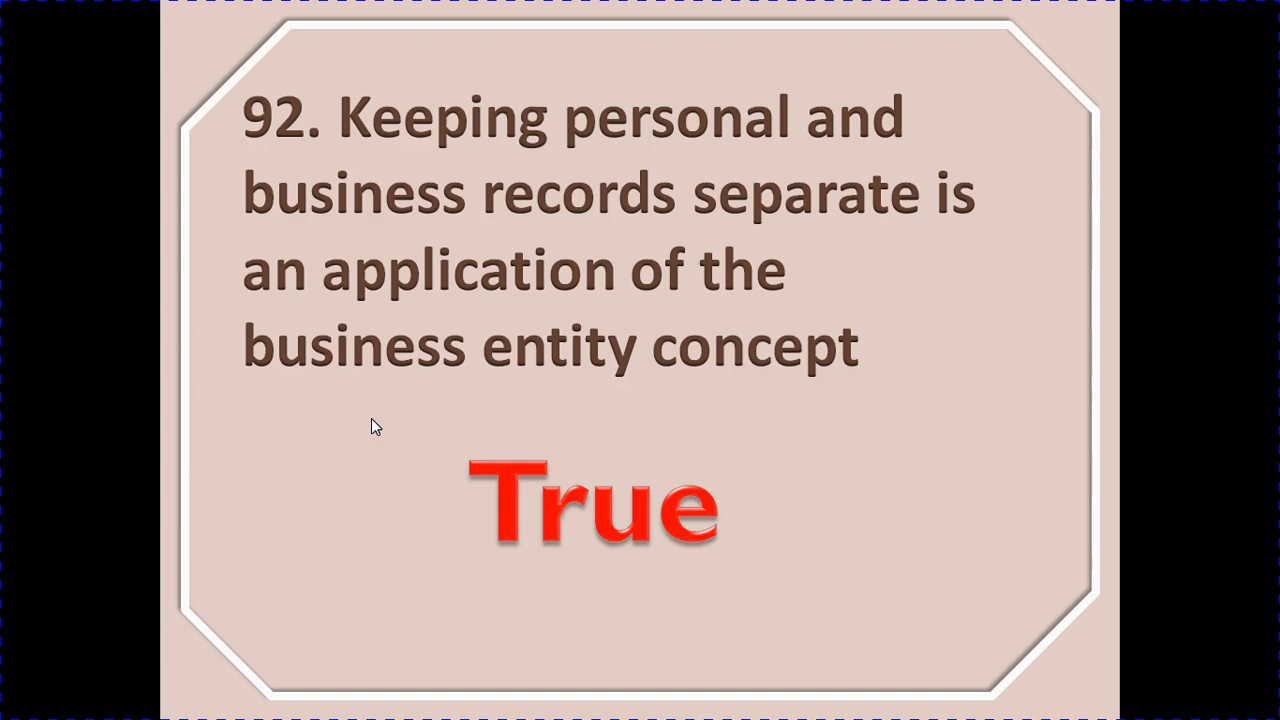 92. Keeping personal and
business records separate is
an application of the
business entity concept
True